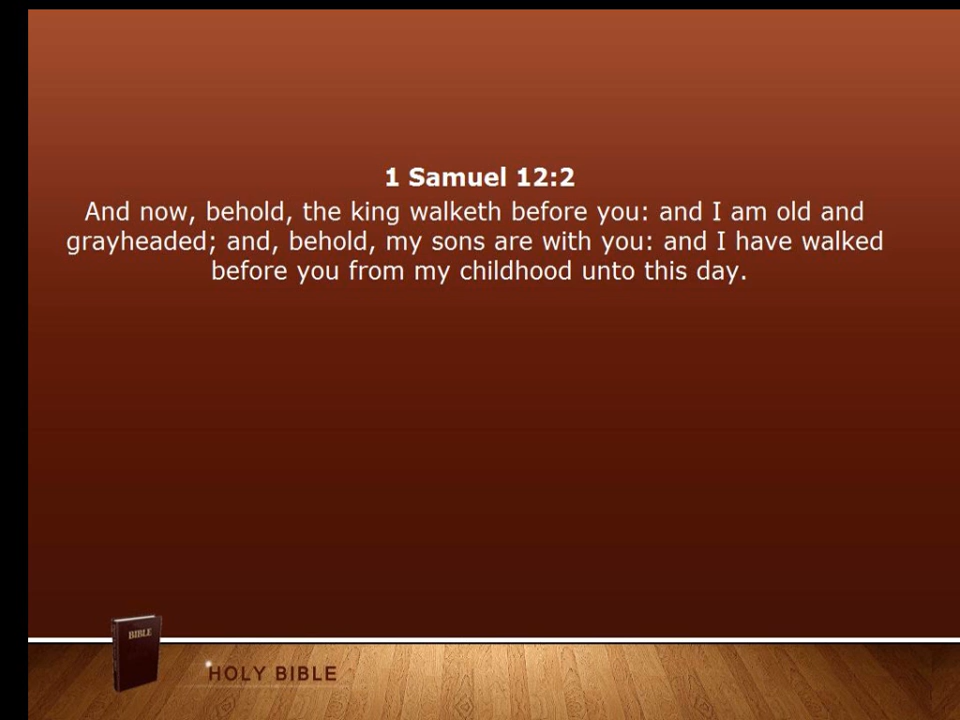 1 Samuel 12:2
And now, behold, the king walketh before you: and I am old and
grayheaded; and, behold, my sons are with you: and I have walked
before you from my childhood unto this day.
BIBLE
HOLY BIBLE